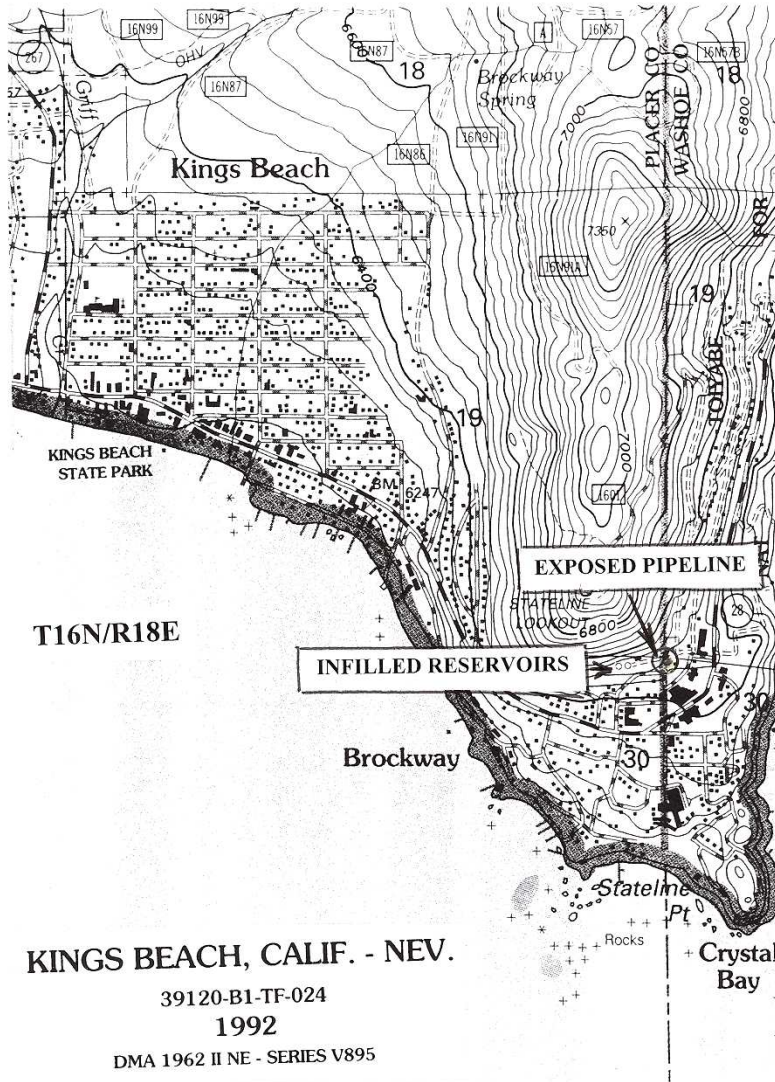 16N99
16N99
16N87
A
16N57
16N57B
267
OHV
18
Brockway
Spring
18
16N87
6800
7000
PLACER CO
WASHOE CO
Griff
16N91
16N86
Kings Beach
7350
FOR
6400
16N91A
19
TOIYABE
19
KINGS BEACH
STATE PARK
BM
6247
7000
1601
EXPOSED PIPELINE
STATELINE
LOOKOUT
6800
28
T16N/R18E
INFILLED RESERVOIRS
30
Brockway
30
Stateline
Pt
Rocks
Crystal
Bay
KINGS BEACH, CALIF. - NEV.
39120-B1-TF-024
1992
DMA 1962 II NE - SERIES V895